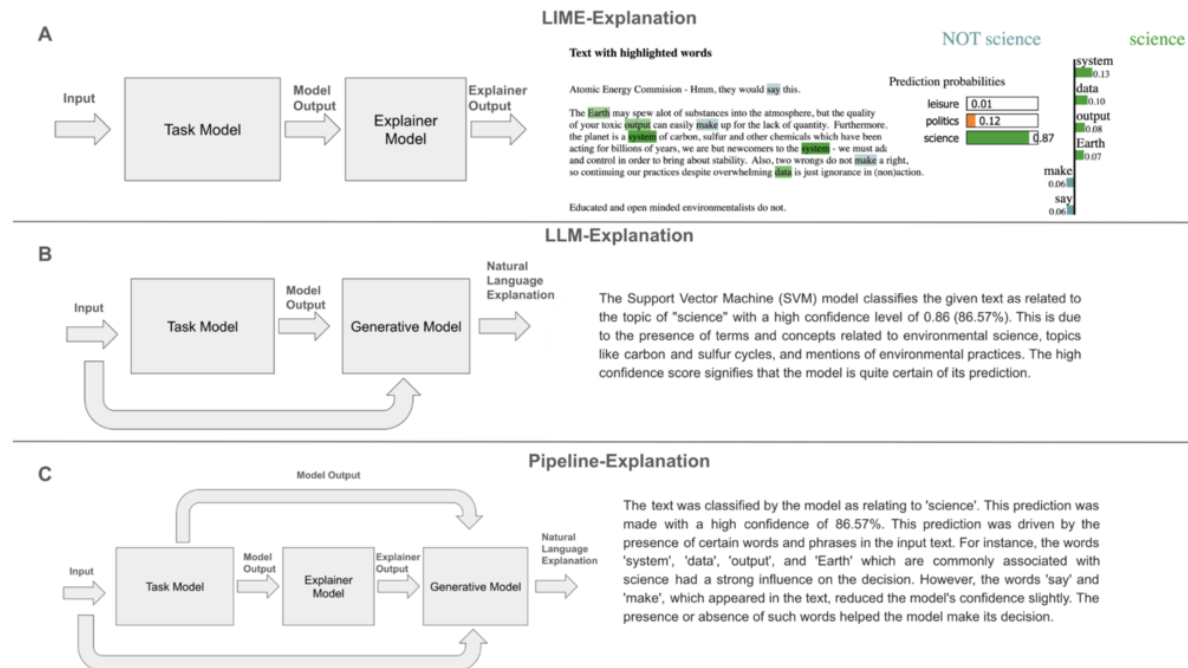 LIME-Explanation
A
Input
Task Model
Model
Output
Explainer
Model
Explainer
Output
Text with highlighted words
Atomic Energy Commision - Hmm, they would say this.
The Earth may spew alot of substances into the atmosphere, but the quality
of your toxic output can easily make up for the lack of quantity. Furthermore,
the planet is a system of carbon, sulfur and other chemicals which have been
acting for billions of years, we are but newcomers to the system - we must ad
and control in order to bring about stability. Also, two wrongs do not make a right,
so continuing our practices despite overwhelming data is just ignorance in (non)action.
Educated and open minded environmentalists do not.
Prediction probabilities
leisure 0.01
politics 0.12
science 0.87
NOT science science
system
0.13
data
0.10
output
0.08
Earth
0.07
make
0.06
say
0.06
LLM-Explanation
B
Input
Task Model
Model
Output
Generative Model
Natural
Language
Explanation
The Support Vector Machine (SVM) model classifies the given text as related to
the topic of "science" with a high confidence level of 0.86 (86.57%). This is due
to the presence of terms and concepts related to environmental science, topics
like carbon and sulfur cycles, and mentions of environmental practices. The high
confidence score signifies that the model is quite certain of its prediction.
Pipeline-Explanation
C
Model Output
Input
Task Model
Model
Output
Explainer
Model
Explainer
Output
Generative Model
Natural
Language
Explanation
The text was classified by the model as relating to 'science'. This prediction was
made with a high confidence of 86.57%. This prediction was driven by the
presence of certain words and phrases in the input text. For instance, the words
'system', 'data', 'output', and 'Earth' which are commonly associated with
science had a strong influence on the decision. However, the words 'say' and
'make', which appeared in the text, reduced the model's confidence slightly. The
presence or absence of such words helped the model make its decision.